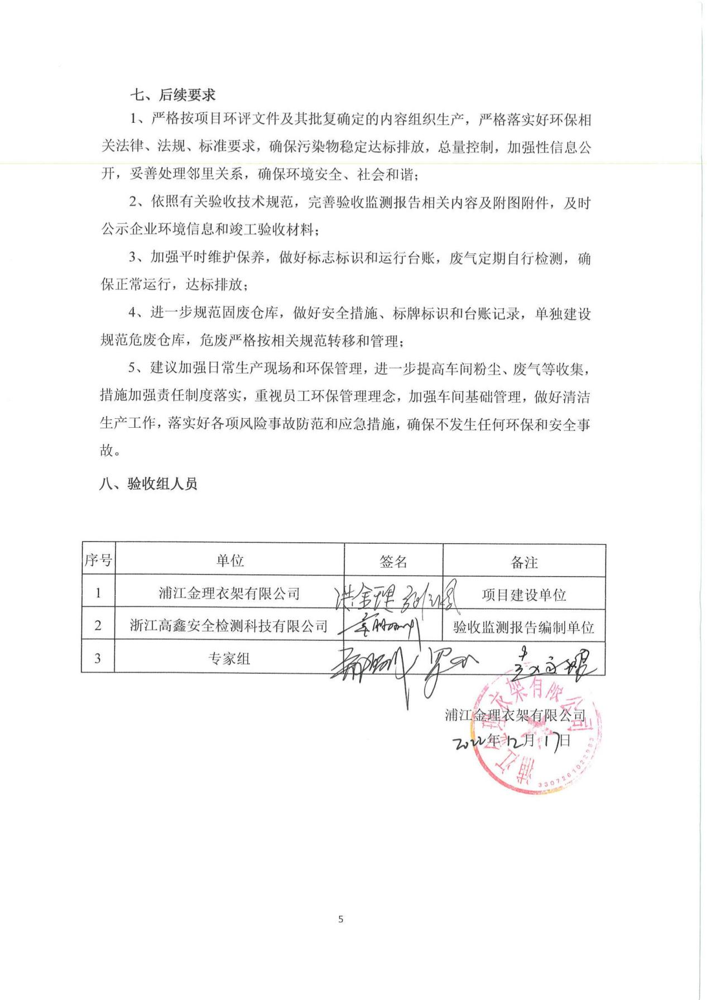 七、后续要求
1、严格按项目环评文件及其批复确定的内容组织生产，严格落实好环保相
关法律、法规、标准要求，确保污染物稳定达标排放，总量控制，加强性信息公
开，妥善处理邻里关系，确保环境安全、社会和谐；
2、依照有关验收技术规范，完善验收监测报告相关内容及附图附件，及时
公示企业环境信息和竣工验收材料；
3、加强平时维护保养，做好标志标识和运行台账，废气定期自行检测，确
保正常运行，达标排放；
4、进一步规范固废仓库，做好安全措施、标牌标识和台账记录，单独建设
规范危废仓库，危废严格按相关规范转移和管理；
5、建议加强日常生产现场和环保管理，进一步提高车间粉尘、废气等收集，
措施加强责任制度落实，重视员工环保管理理念，加强车间基础管理，做好清洁
生产工作，落实好各项风险事故防范和应急措施，确保不发生任何环保和安全事
故。
八、验收组人员
序号 单位 签名 备注
1 浦江金理衣架有限公司 洪金理 项目建设单位
2 浙江高鑫安全检测科技有限公司 验收监测报告编制单位
3 专家组
浦江金理衣架有限公司
2022年12月17日
浦江金理衣架有限公司
5